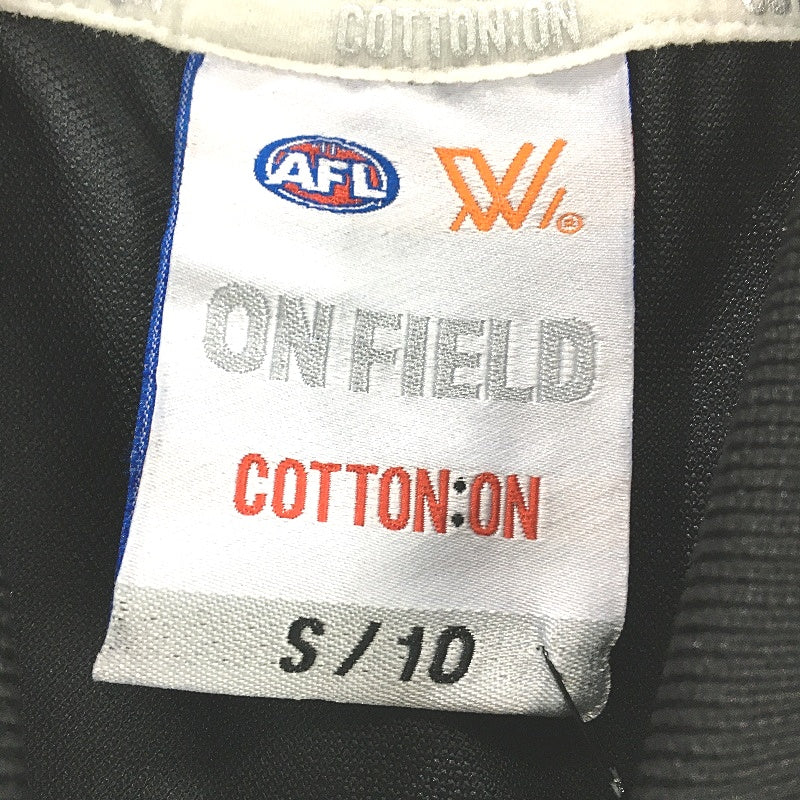 COTTON:ON
AFL W
ON FIELD
COTTON:ON
S / 10